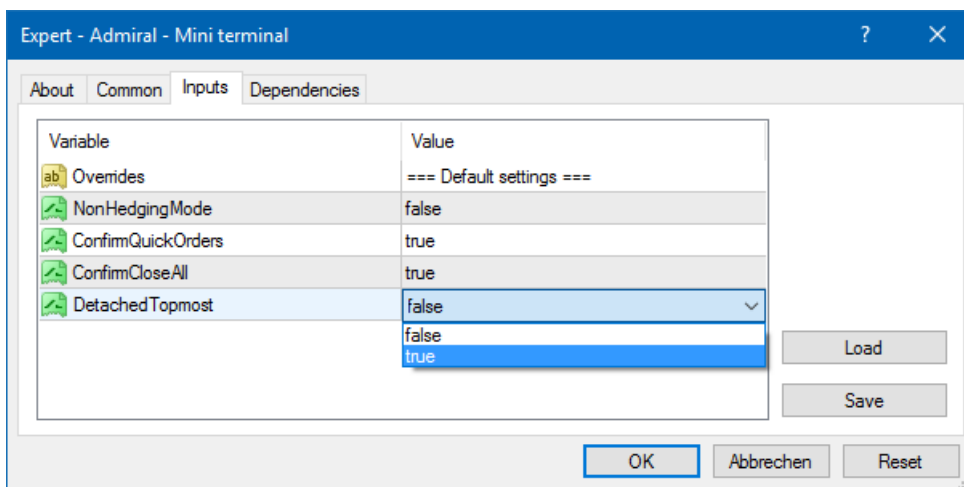 Expert - Admiral - Mini terminal ?
About Common Inputs Dependencies
Variable Value
ab Overrides === Default settings ===
NonHedgingMode false
ConfirmQuickOrders true
ConfirmCloseAll true
DetachedTopmost false
false
true
Load
Save
OK Abbrechen Reset